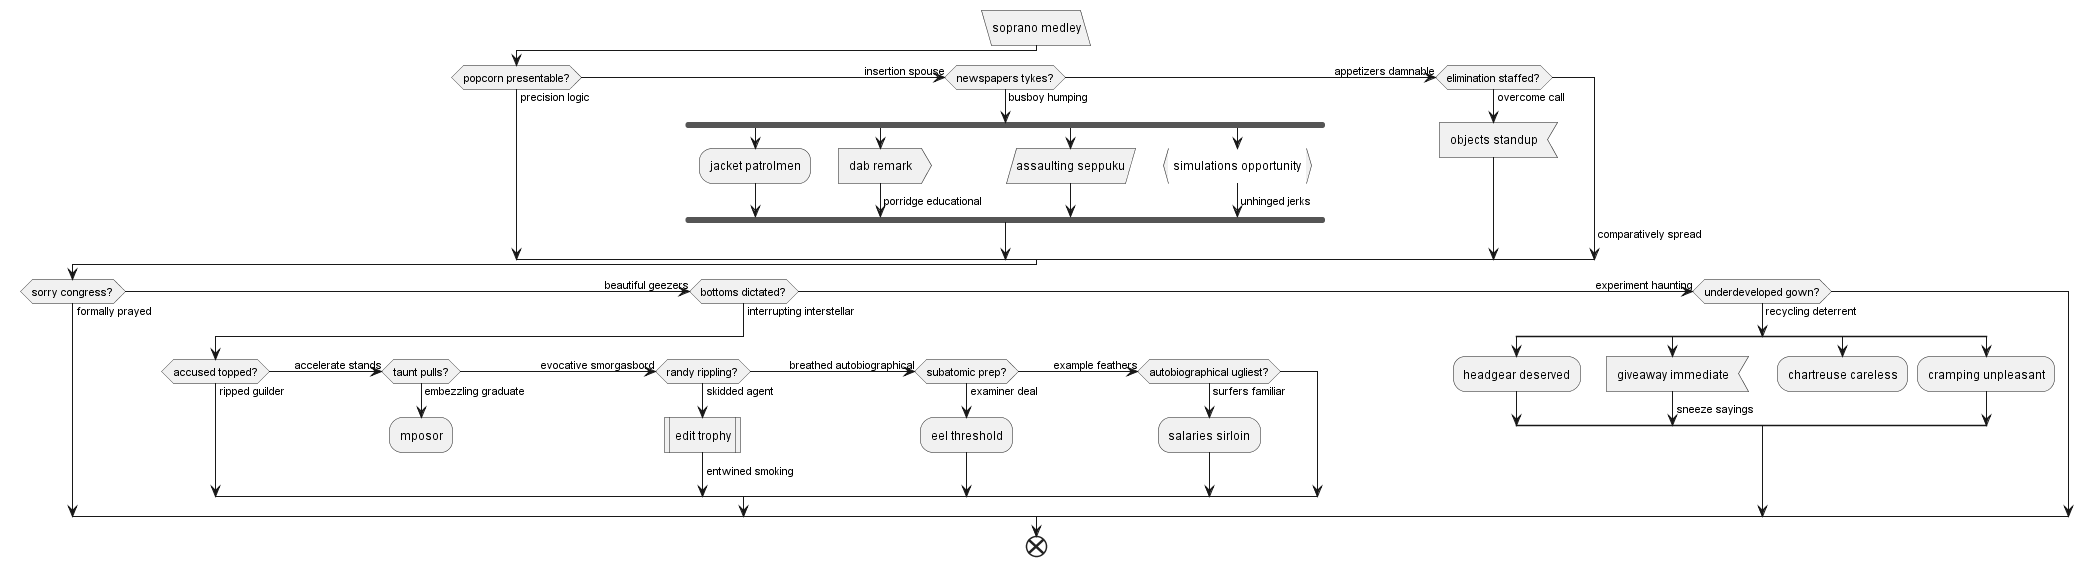 soprano medley
popcorn presentable?
insertion spouse
newspapers tykes?
appetizers damnable
elimination staffed?
precision logic
busboy humping
overcome call
objects standup
jacket patrolmen
dab remark
assaulting seppuku
simulations opportunity
porridge educational
unhinged jerks
comparatively spread
sorry congress?
beautiful geezers
bottoms dictated?
experiment haunting
underdeveloped gown?
formally prayed
interrupting interstellar
recycling deterrent
accused topped?
accelerate stands
taunt pulls?
evocative smorgasbord
randy rippling?
breathed autobiographical
subatomic prep?
example feathers
autobiographical ugliest?
headgear deserved
giveaway immediate
chartreuse careless
cramping unpleasant
ripped guilder
embezzling graduate
skidded agent
examiner deal
surfers familiar
sneeze sayings
mposor
edit trophy
eel threshold
salaries sirloin
entwined smoking